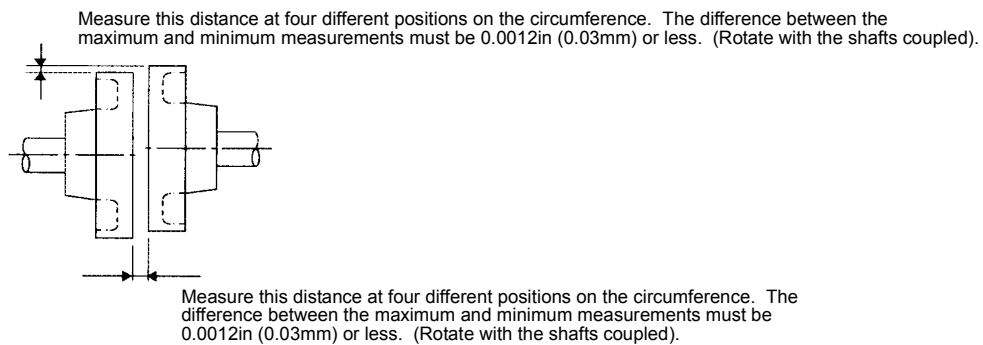 Measure this distance at four different positions on the circumference.  The difference between the
maximum and minimum measurements must be 0.0012in (0.03mm) or less.  (Rotate with the shafts coupled).
Measure this distance at four different positions on the circumference.  The
difference between the maximum and minimum measurements must be
0.0012in (0.03mm) or less.  (Rotate with the shafts coupled).